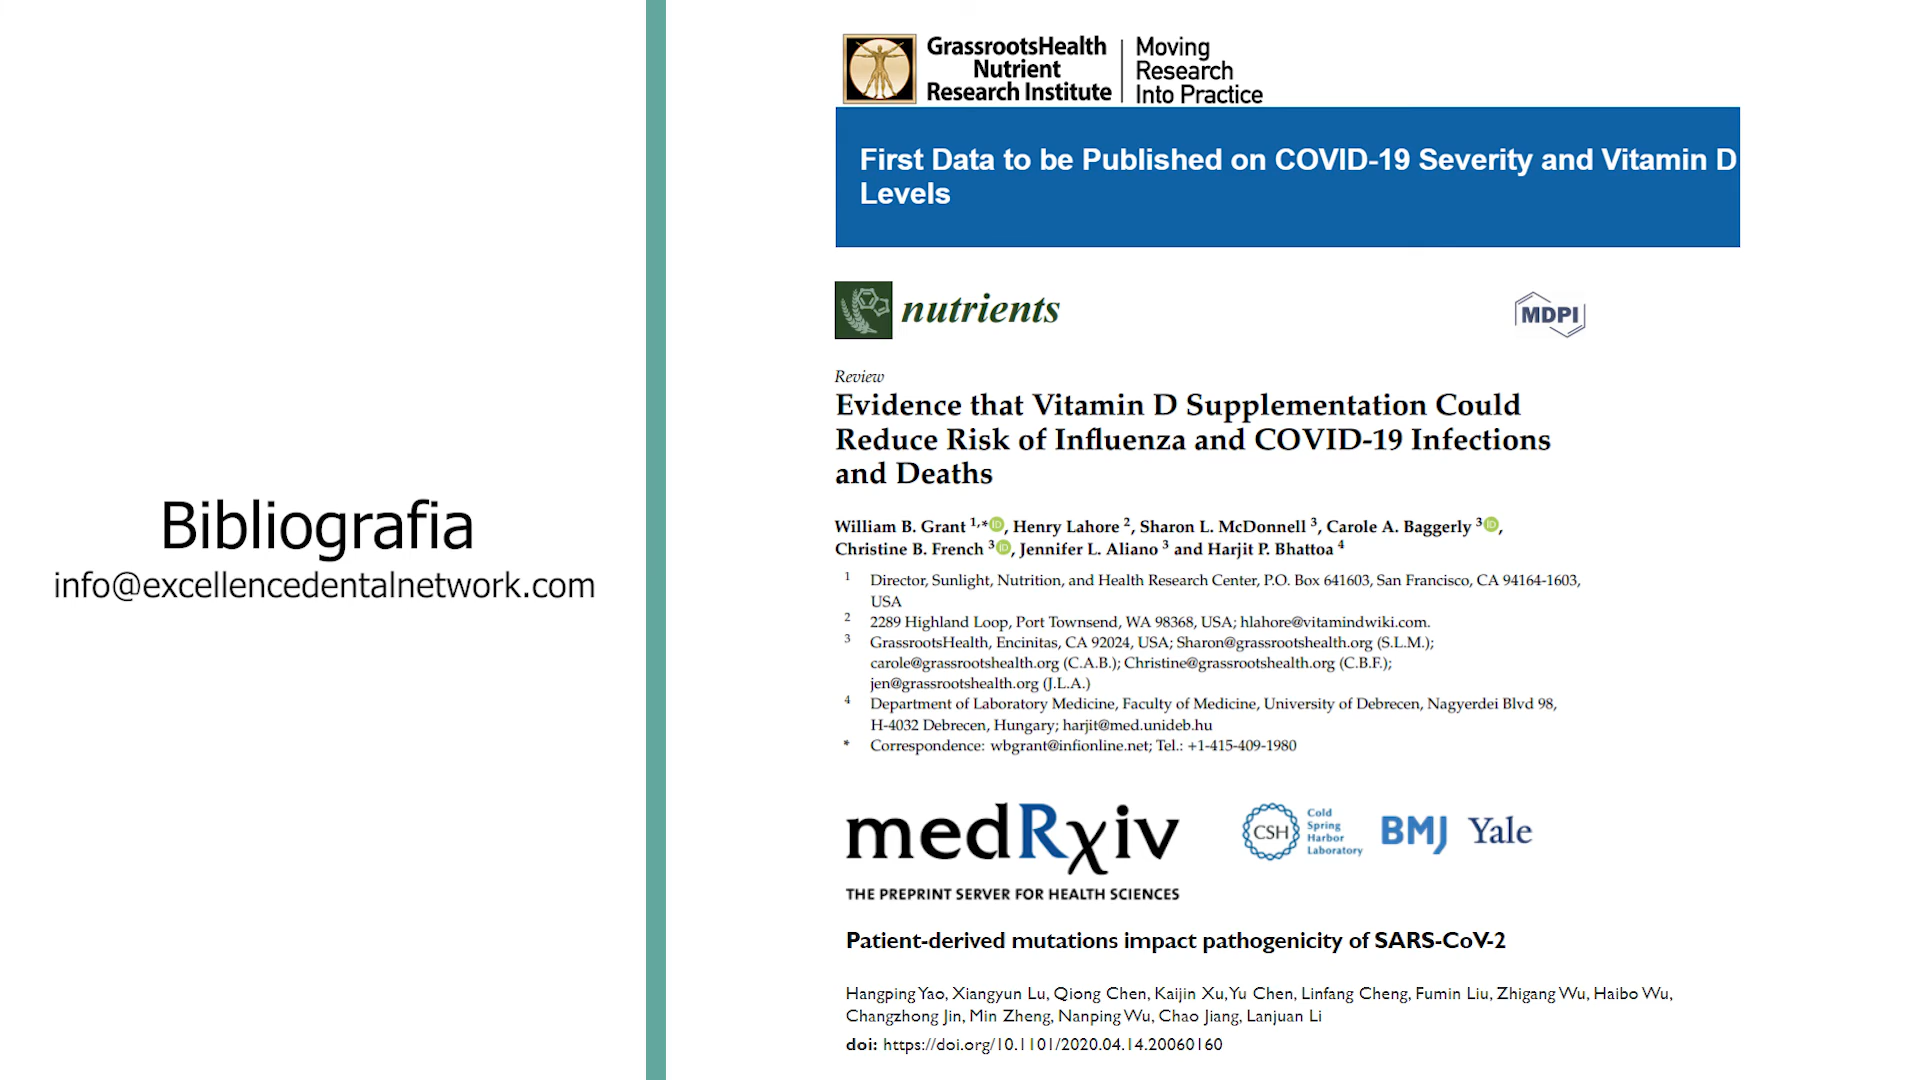 Bibliografia
info@excellencedentalnetwork.com
GrassrootsHealth
Nutrient
Research Institute
Moving
Research
Into Practice
First Data to be Published on COVID-19 Severity and Vitamin D
Levels
nutrients
MDPI
Review
Evidence that Vitamin D Supplementation Could
Reduce Risk of Influenza and COVID-19 Infections
and Deaths
William B. Grant 1,* iD, Henry Lahore 2, Sharon L. McDonnell 3, Carole A. Baggerly 3 iD,
Christine B. French 3 iD, Jennifer L. Aliano 3 and Harjit P. Bhattoa 4
1 Director, Sunlight, Nutrition, and Health Research Center, P.O. Box 641603, San Francisco, CA 94164-1603,
USA
2 2289 Highland Loop, Port Townsend, WA 98368, USA; hlahore@vitamindwiki.com.
3 GrassrootsHealth, Encinitas, CA 92024, USA; Sharon@grassrootshealth.org (S.L.M.);
carole@grassrootshealth.org (C.A.B.); Christine@grassrootshealth.org (C.B.F.);
jen@grassrootshealth.org (J.L.A.)
4 Department of Laboratory Medicine, Faculty of Medicine, University of Debrecen, Nagyerdei Blvd 98,
H-4032 Debrecen, Hungary; harjit@med.unideb.hu
* Correspondence: wbgrant@infionline.net; Tel.: +1-415-409-1980
medRxiv
THE PREPRINT SERVER FOR HEALTH SCIENCES
CSH
Cold
Spring
Harbor
Laboratory
BMJ
Yale
Patient-derived mutations impact pathogenicity of SARS-CoV-2
Hangping Yao, Xiangyun Lu, Qiong Chen, Kaijin Xu, Yu Chen, Linfang Cheng, Fumin Liu, Zhigang Wu, Haibo Wu,
Changzhong Jin, Min Zheng, Nanping Wu, Chao Jiang, Lanjuan Li
doi: https://doi.org/10.1101/2020.04.14.20060160